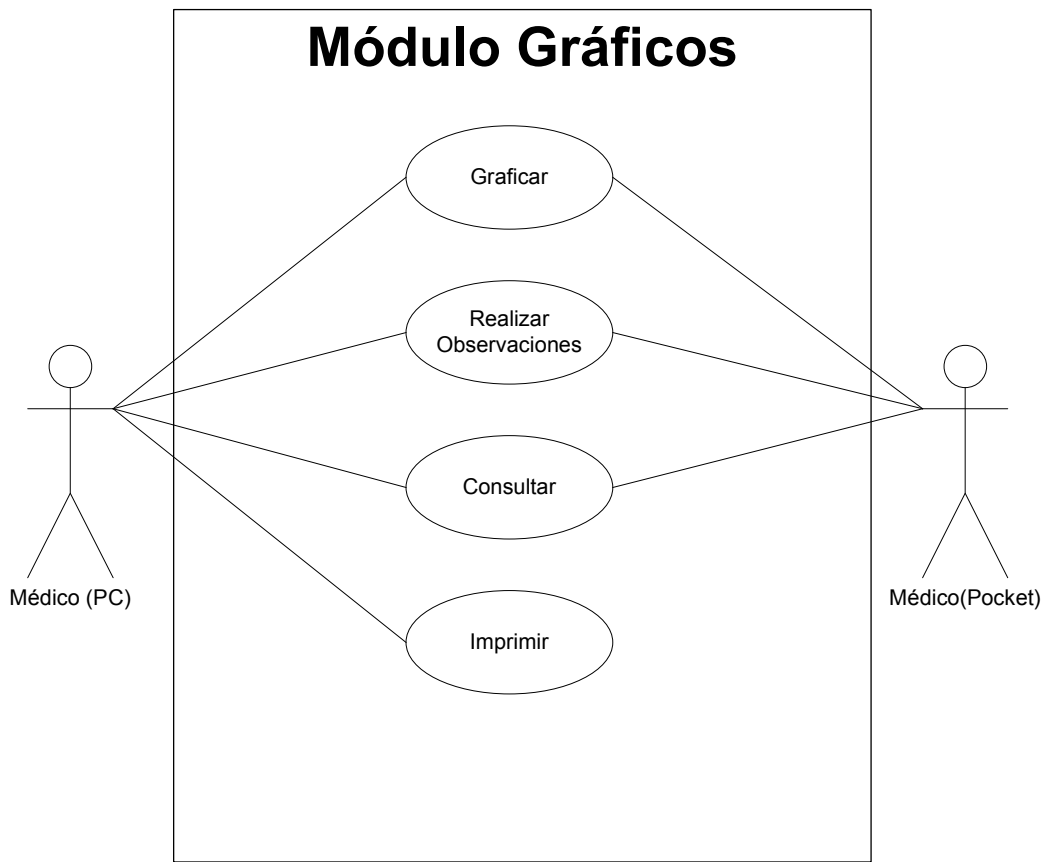 Módulo Gráficos
Graficar
Realizar
Observaciones
Consultar
Médico (PC)
Médico(Pocket)
Imprimir